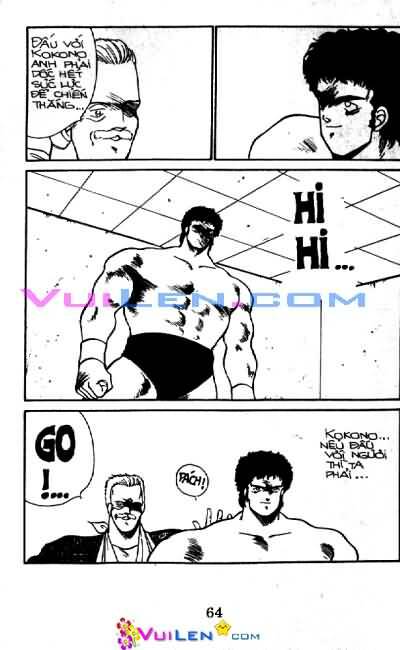 ĐẤU VỚI
KOKONO
ANH PHẢI
DỐC HẾT
SỨC LỰC
ĐỂ CHIẾN
THẮNG...
HI
HI...
VUILEN.COM
GO
!....
PÁCH!
KOKONO...
NẾU ĐẤU
VỚI NGƯỜI
THÌ TA
PHẢI...
64
VUILEN.COM